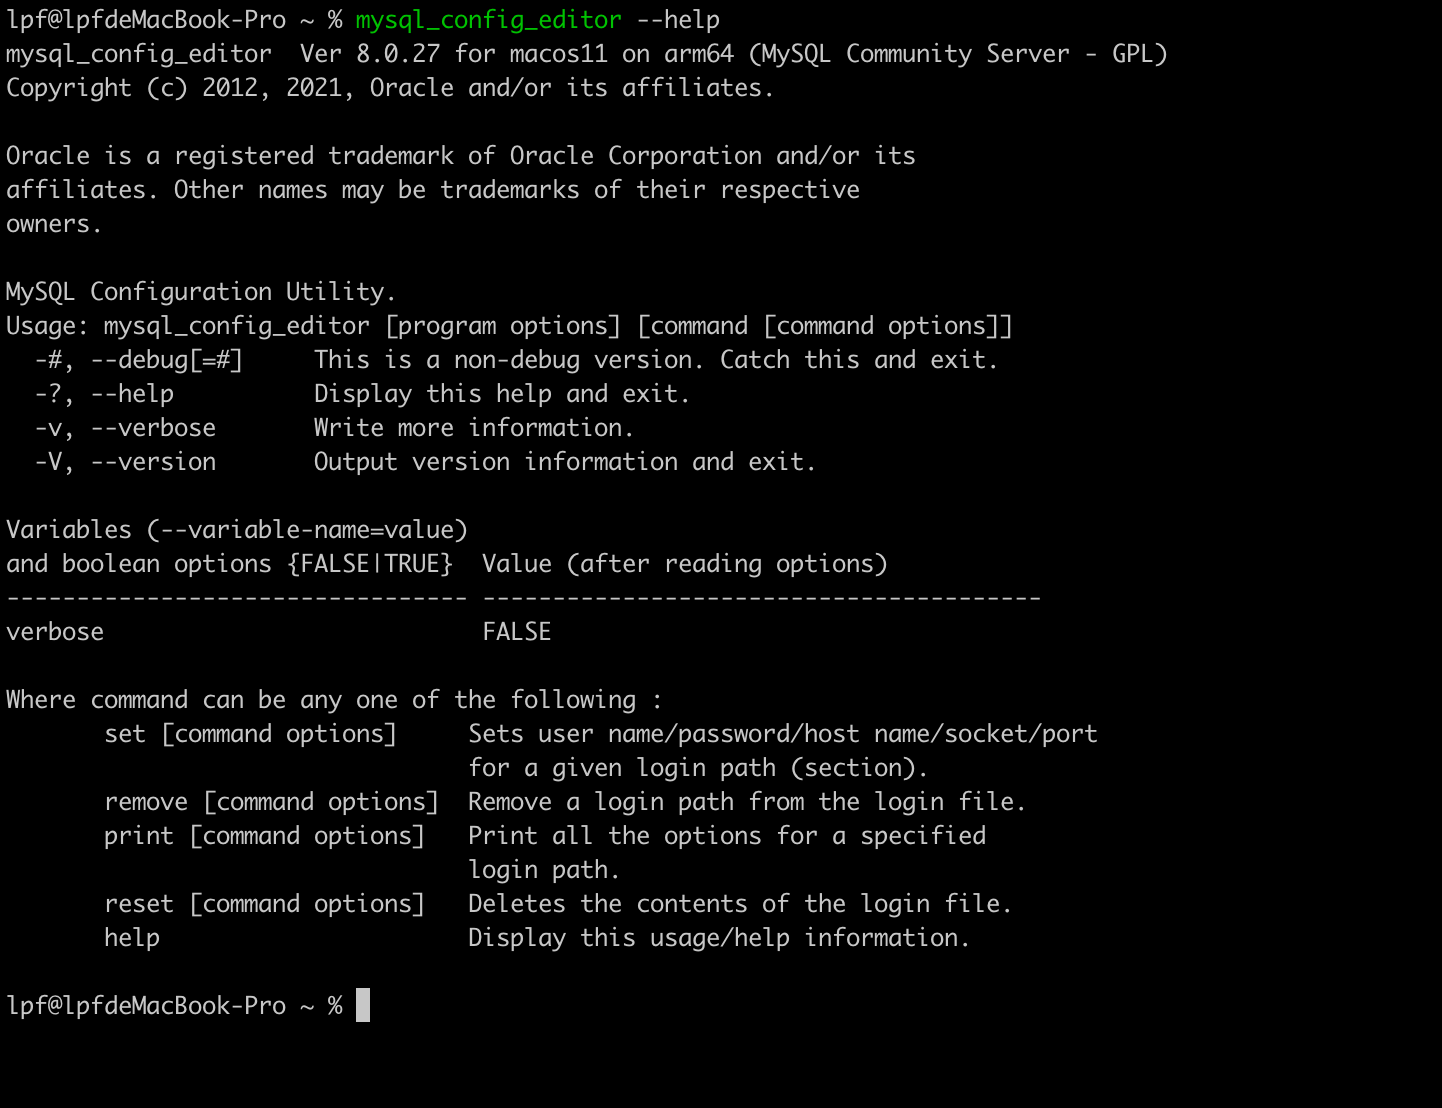 lpf@lpfdeMacBook-Pro ~ % mysql_config_editor --help
mysql_config_editor  Ver 8.0.27 for macos11 on arm64 (MySQL Community Server - GPL)
Copyright (c) 2012, 2021, Oracle and/or its affiliates.

Oracle is a registered trademark of Oracle Corporation and/or its
affiliates. Other names may be trademarks of their respective
owners.

MySQL Configuration Utility.
Usage: mysql_config_editor [program options] [command [command options]]
  -#, --debug[=#]     This is a non-debug version. Catch this and exit.
  -?, --help          Display this help and exit.
  -v, --verbose       Write more information.
  -V, --version       Output version information and exit.

Variables (--variable-name=value)
and boolean options {FALSE|TRUE}  Value (after reading options)
--------------------------------- ----------------------------------------
verbose                           FALSE

Where command can be any one of the following :
       set [command options]     Sets user name/password/host name/socket/port
                                 for a given login path (section).
       remove [command options]  Remove a login path from the login file.
       print [command options]   Print all the options for a specified
                                 login path.
       reset [command options]   Deletes the contents of the login file.
       help                      Display this usage/help information.

lpf@lpfdeMacBook-Pro ~ %